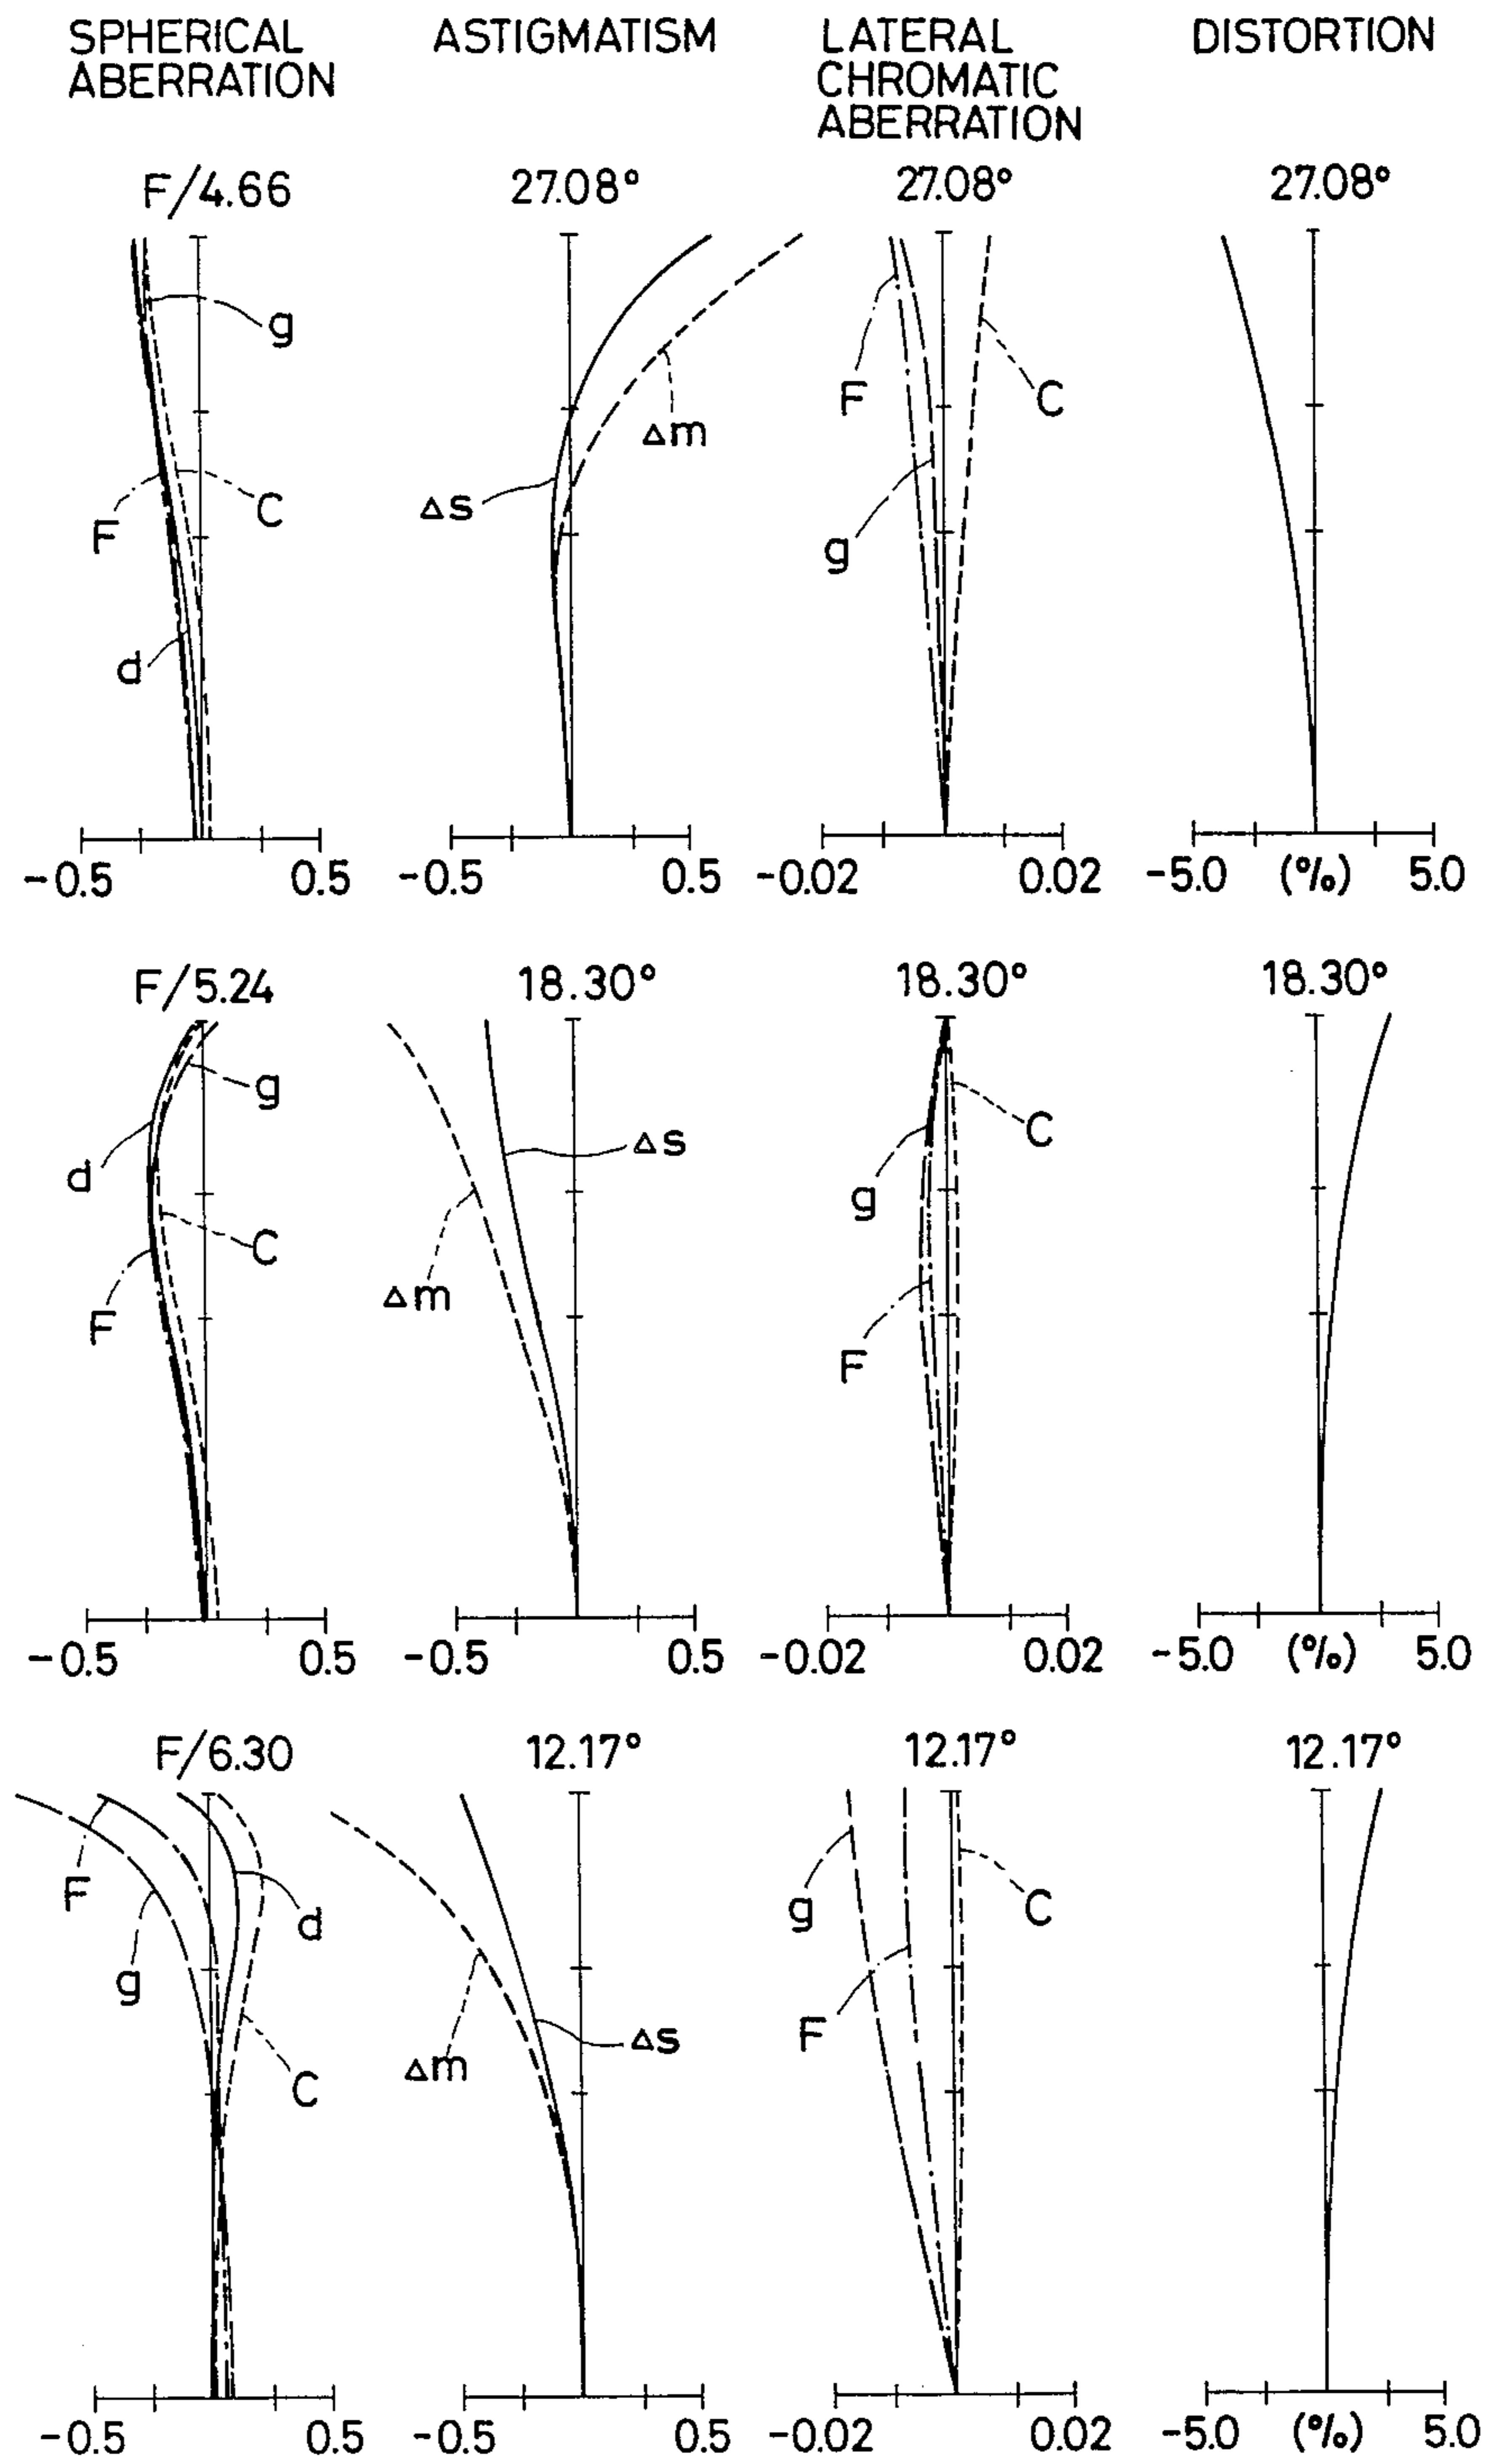 SPHERICAL
ABERRATION
ASTIGMATISM
LATERAL
CHROMATIC
ABERRATION
DISTORTION
F/4.66
27.08°
27.08°
27.08°
g
F
C
d
Δs
Δm
F
g
C
-0.5 0.5
-0.5 0.5
-0.02 0.02
-5.0 (%) 5.0
F/5.24
18.30°
18.30°
18.30°
g
d
C
F
Δs
Δm
C
g
F
-0.5 0.5
-0.5 0.5
-0.02 0.02
-5.0 (%) 5.0
F/6.30
12.17°
12.17°
12.17°
F
d
g
C
Δm
Δs
g
C
F
-0.5 0.5
-0.5 0.5
-0.02 0.02
-5.0 (%) 5.0